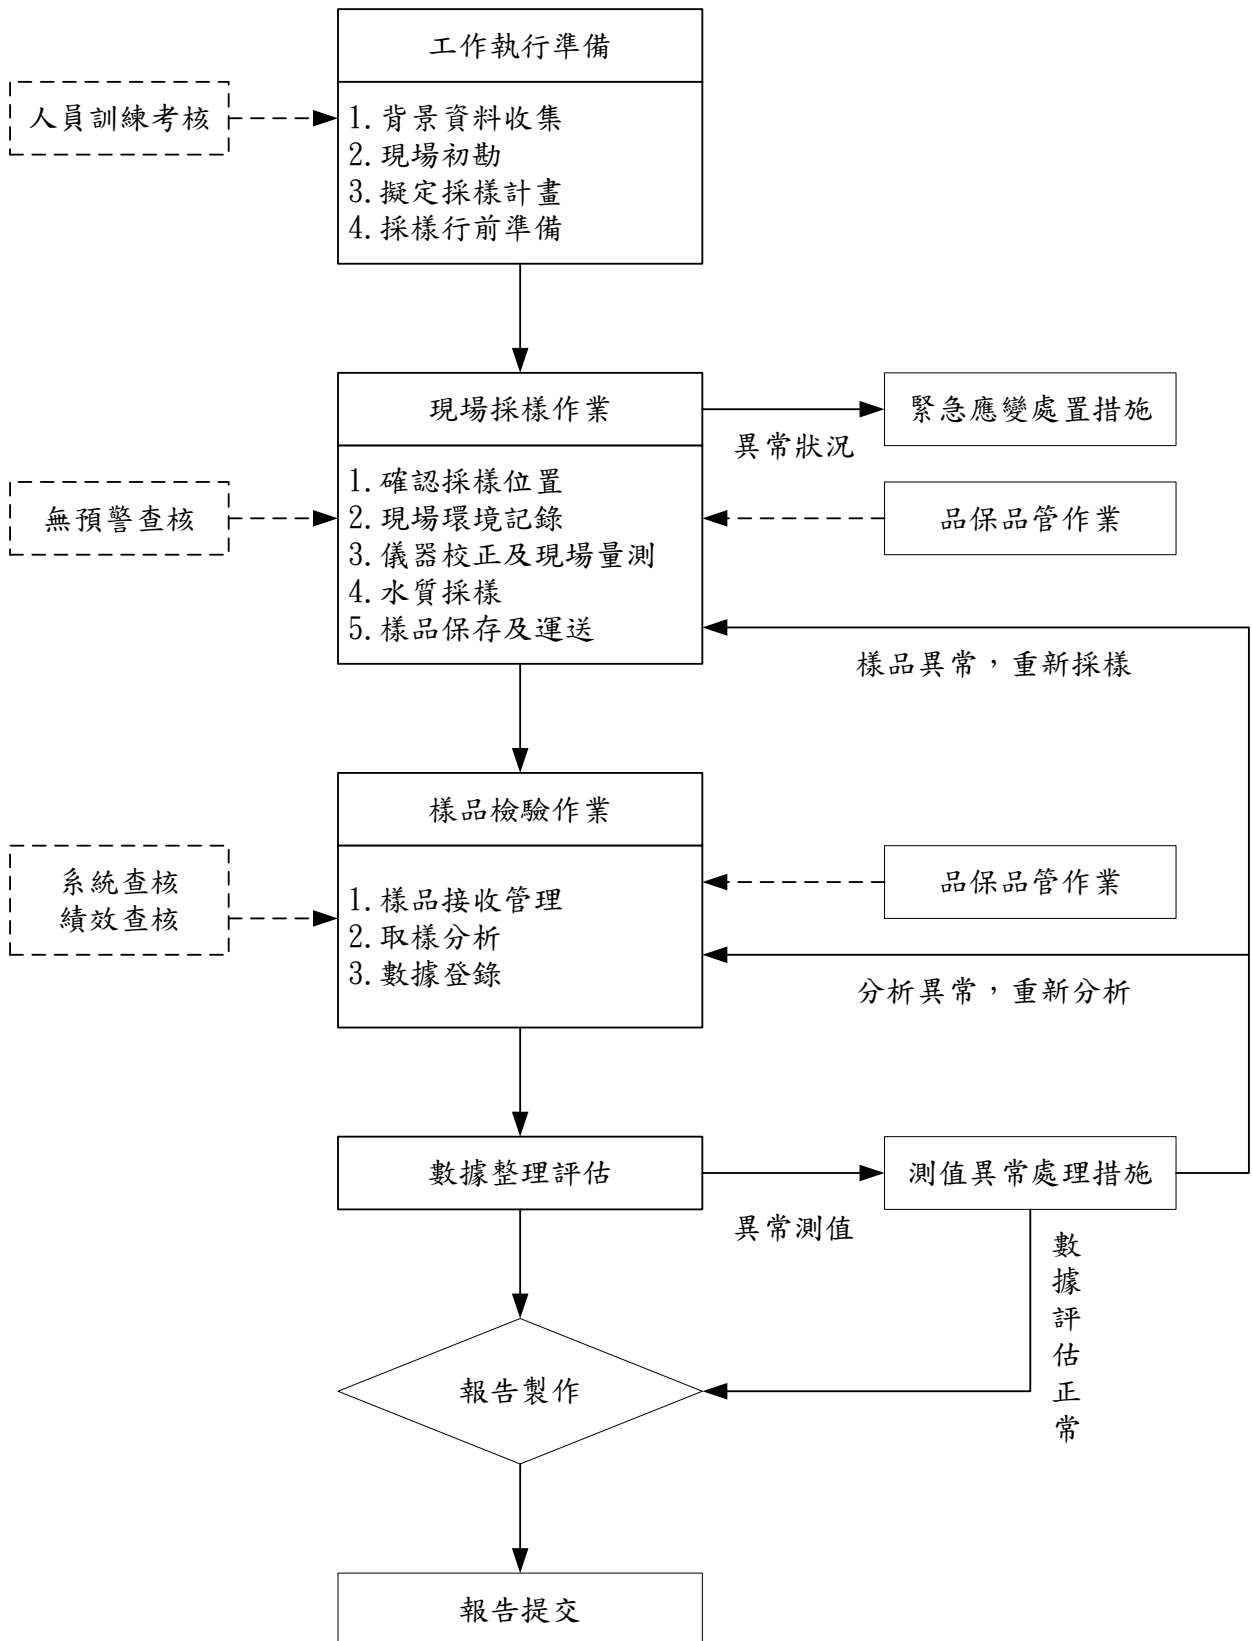 工作執行準備
人員訓練考核
1.背景資料收集
2.現場初勘
3.擬定採樣計畫
4.採樣行前準備
現場採樣作業
緊急應變處置措施
異常狀況
無預警查核
1.確認採樣位置
2.現場環境記錄
3.儀器校正及現場量測
4.水質採樣
5.樣品保存及運送
品保品管作業
樣品異常，重新採樣
樣品檢驗作業
系統查核
績效查核
1.樣品接收管理
2.取樣分析
3.數據登錄
品保品管作業
分析異常，重新分析
數據整理評估
測值異常處理措施
異常測值
數據評估正常
報告製作
報告提交